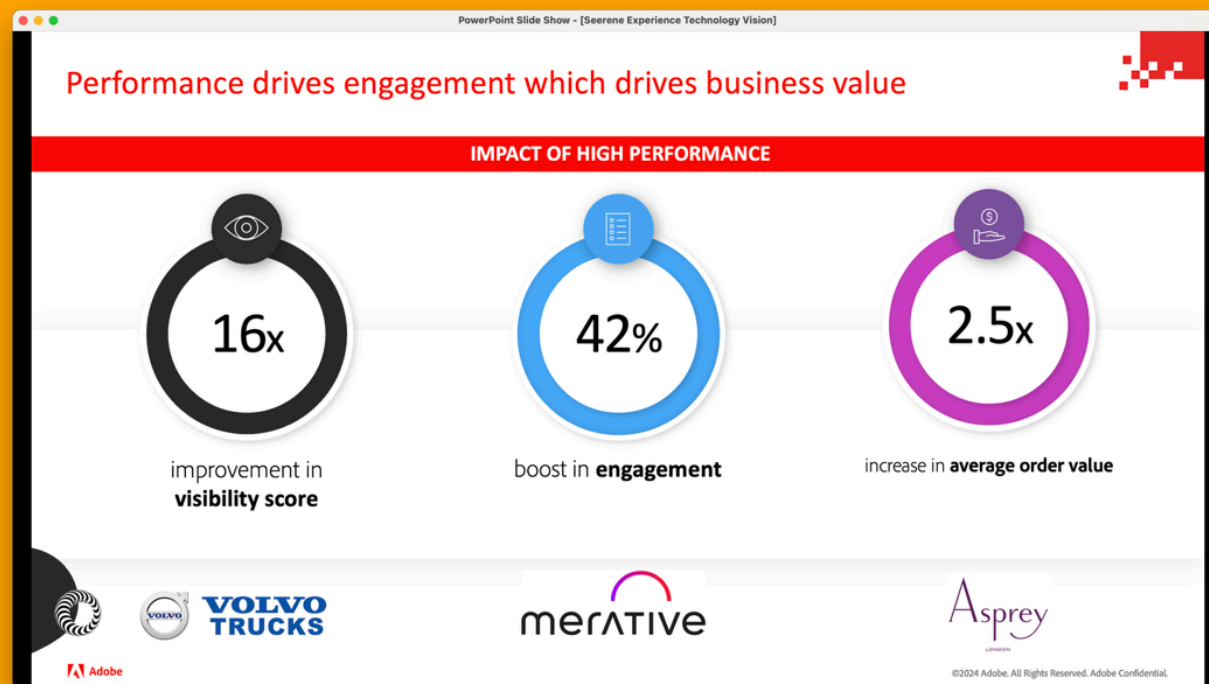 PowerPoint Slide Show - [Seerene Experience Technology Vision]
Performance drives engagement which drives business value
IMPACT OF HIGH PERFORMANCE
16x
improvement in
visibility score
42%
boost in engagement
2.5x
increase in average order value
VOLVO
VOLVO
TRUCKS
merative
Asprey
LONDON
Adobe
©2024 Adobe. All Rights Reserved. Adobe Confidential.